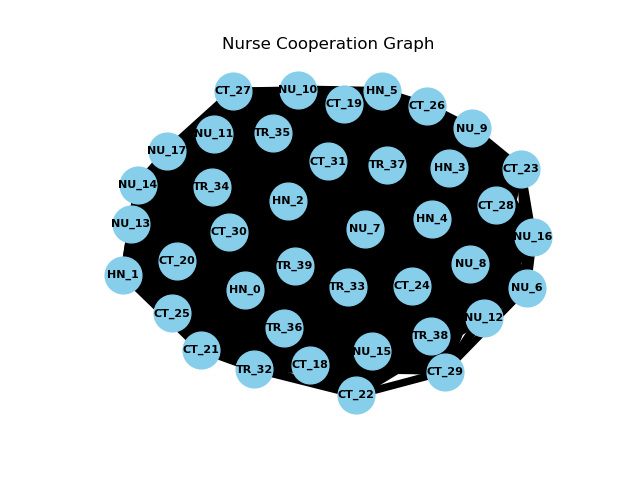 Nurse Cooperation Graph
CT_27
NU_10
CT_19
HN_5
CT_26
NU_9
NU_11
TR_35
NU_17
CT_31
TR_37
HN_3
CT_23
NU_14
TR_34
HN_2
CT_28
NU_13
CT_30
NU_7
HN_4
NU_16
CT_20
TR_39
NU_8
HN_1
HN_0
TR_33
CT_24
NU_6
CT_25
TR_36
NU_12
CT_21
NU_15
TR_38
TR_32
CT_18
CT_29
CT_22